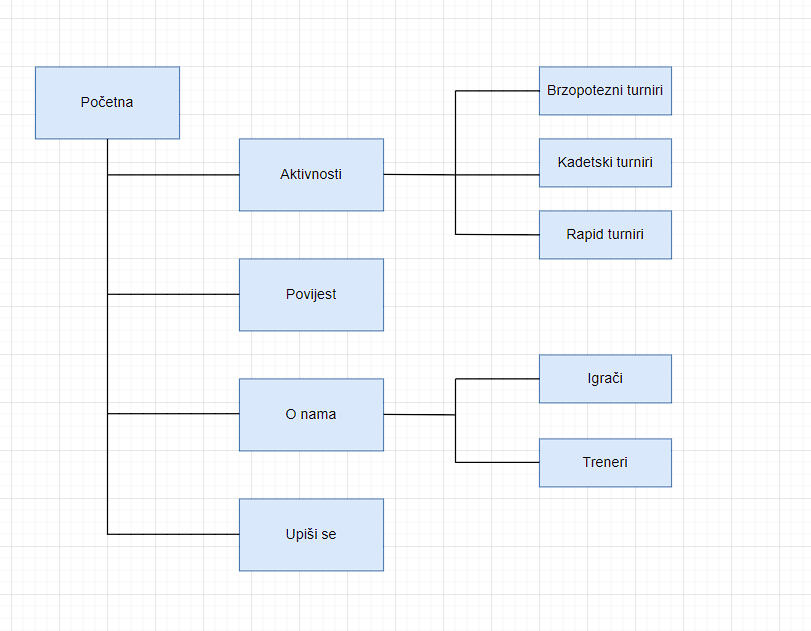 Početna
Aktivnosti
Brzopotezni turniri
Kadetski turniri
Rapid turniri
Povijest
O nama
Igrači
Treneri
Upiši se